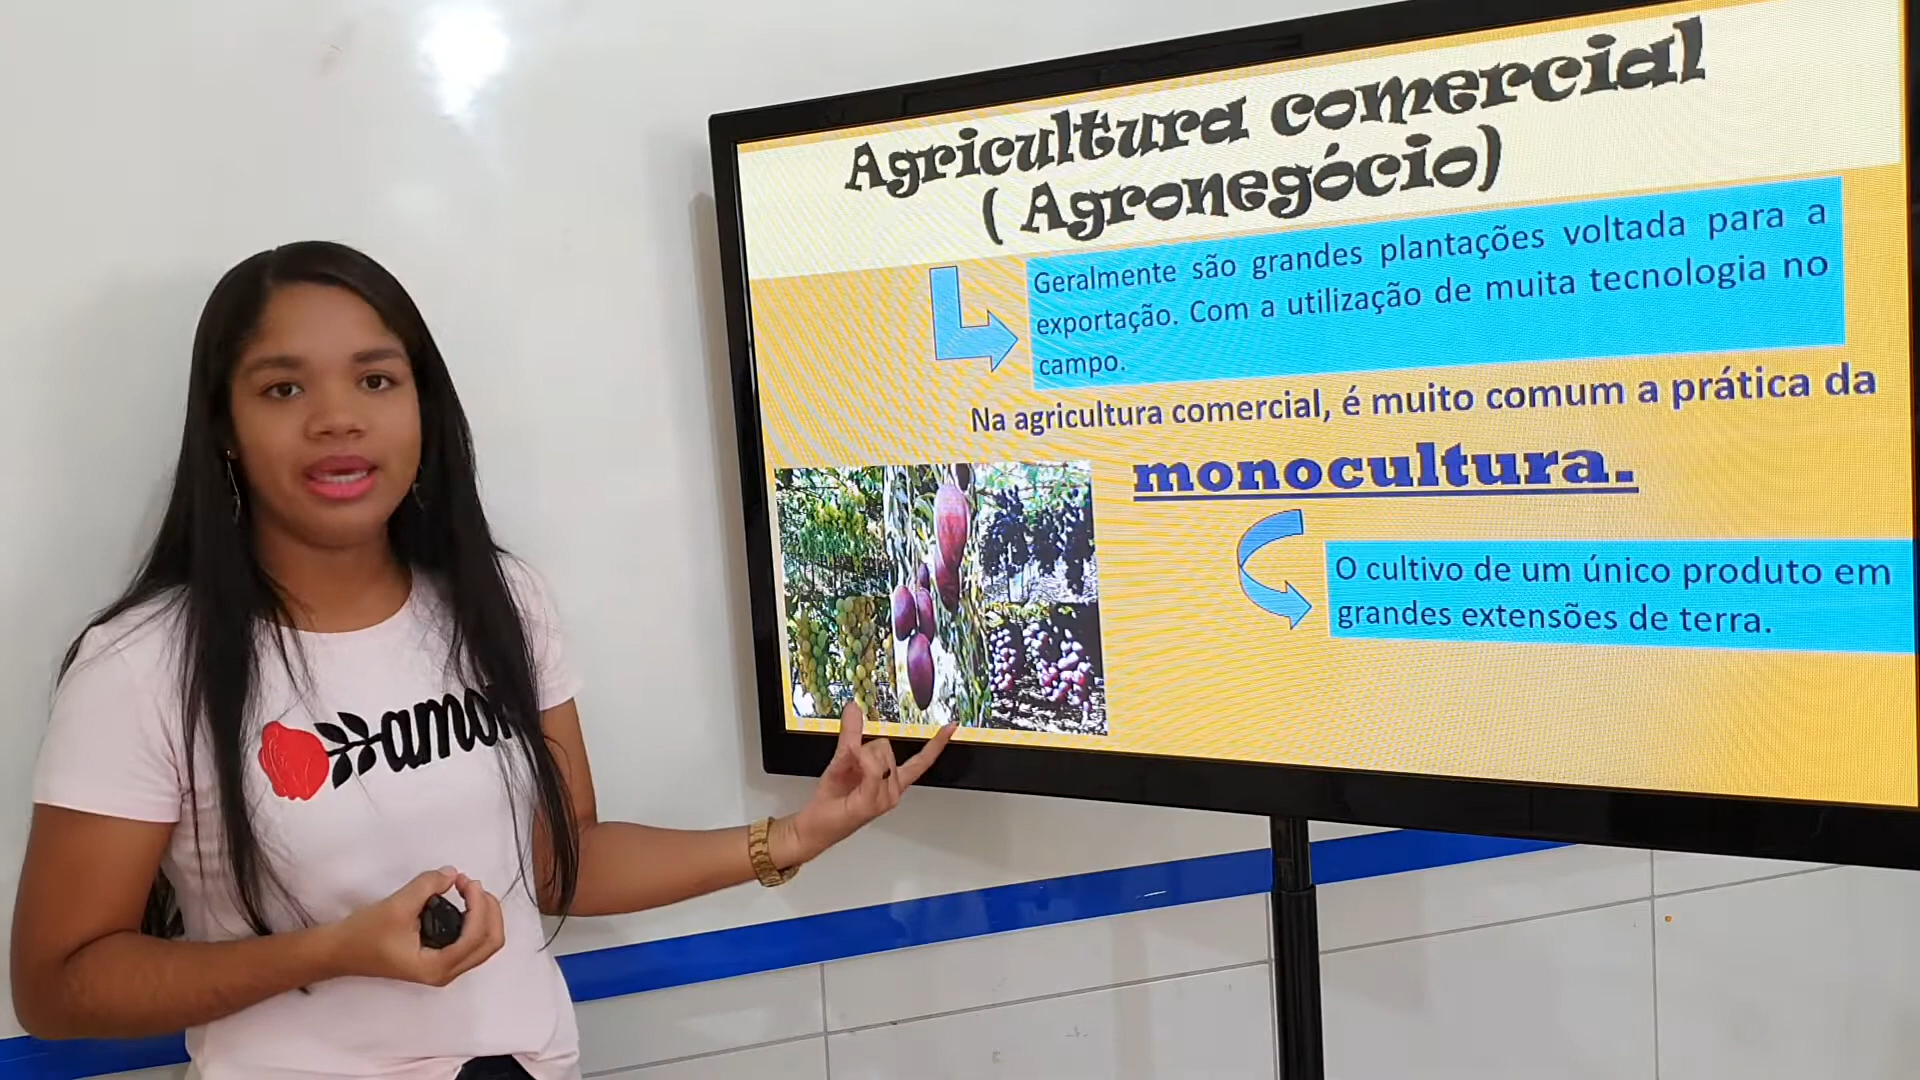 Agricultura comercial
( Agronegócio)
Geralmente são grandes plantações voltada para a
exportação. Com a utilização de muita tecnologia no
campo.
Na agricultura comercial, é muito comum a prática da
monocultura.
O cultivo de um único produto em
grandes extensões de terra.
amor